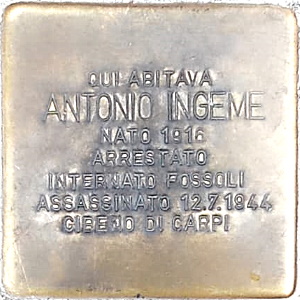 QUI ABITAVA
ANTONIO INGEME
NATO 1916
ARRESTATO
INTERNATO FOSSOLI
ASSASSINATO 12.7.1944
CIBENO DI CARPI